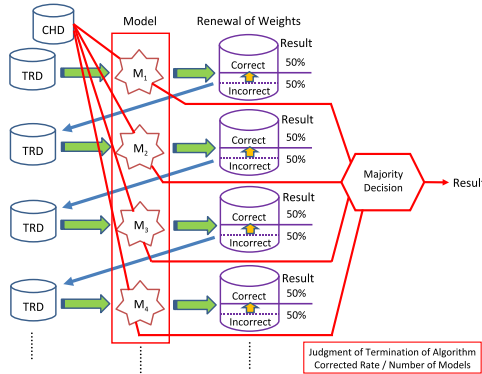 Model
Renewal of Weights
CHD
Result
TRD
M1
Correct
50%
Incorrect
50%
Result
TRD
M2
Correct
50%
Incorrect
50%
Majority
Decision
Result
Result
TRD
M3
Correct
50%
Incorrect
50%
Result
TRD
M4
Correct
50%
Incorrect
50%
Judgment of Termination of Algorithm
Corrected Rate / Number of Models